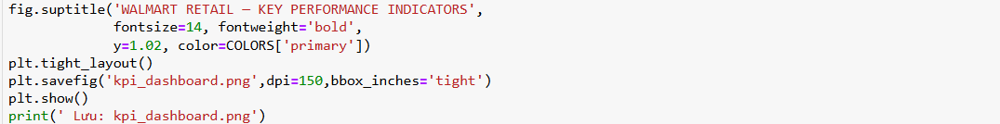 fig.suptitle('WALMART RETAIL — KEY PERFORMANCE INDICATORS',
             fontsize=14, fontweight='bold',
             y=1.02, color=COLORS['primary'])
plt.tight_layout()
plt.savefig('kpi_dashboard.png',dpi=150,bbox_inches='tight')
plt.show()
print(' Lưu: kpi_dashboard.png')